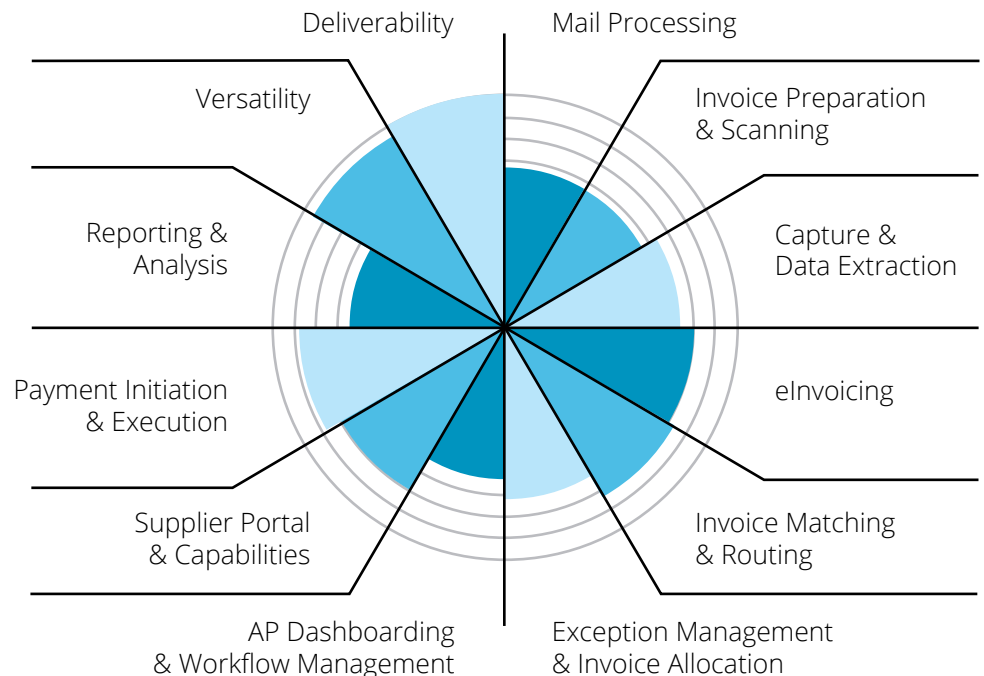 Deliverability
Mail Processing
Versatility
Invoice Preparation
& Scanning
Reporting &
Analysis
Capture &
Data Extraction
Payment Initiation
& Execution
eInvoicing
Supplier Portal
& Capabilities
Invoice Matching
& Routing
AP Dashboarding
& Workflow Management
Exception Management
& Invoice Allocation